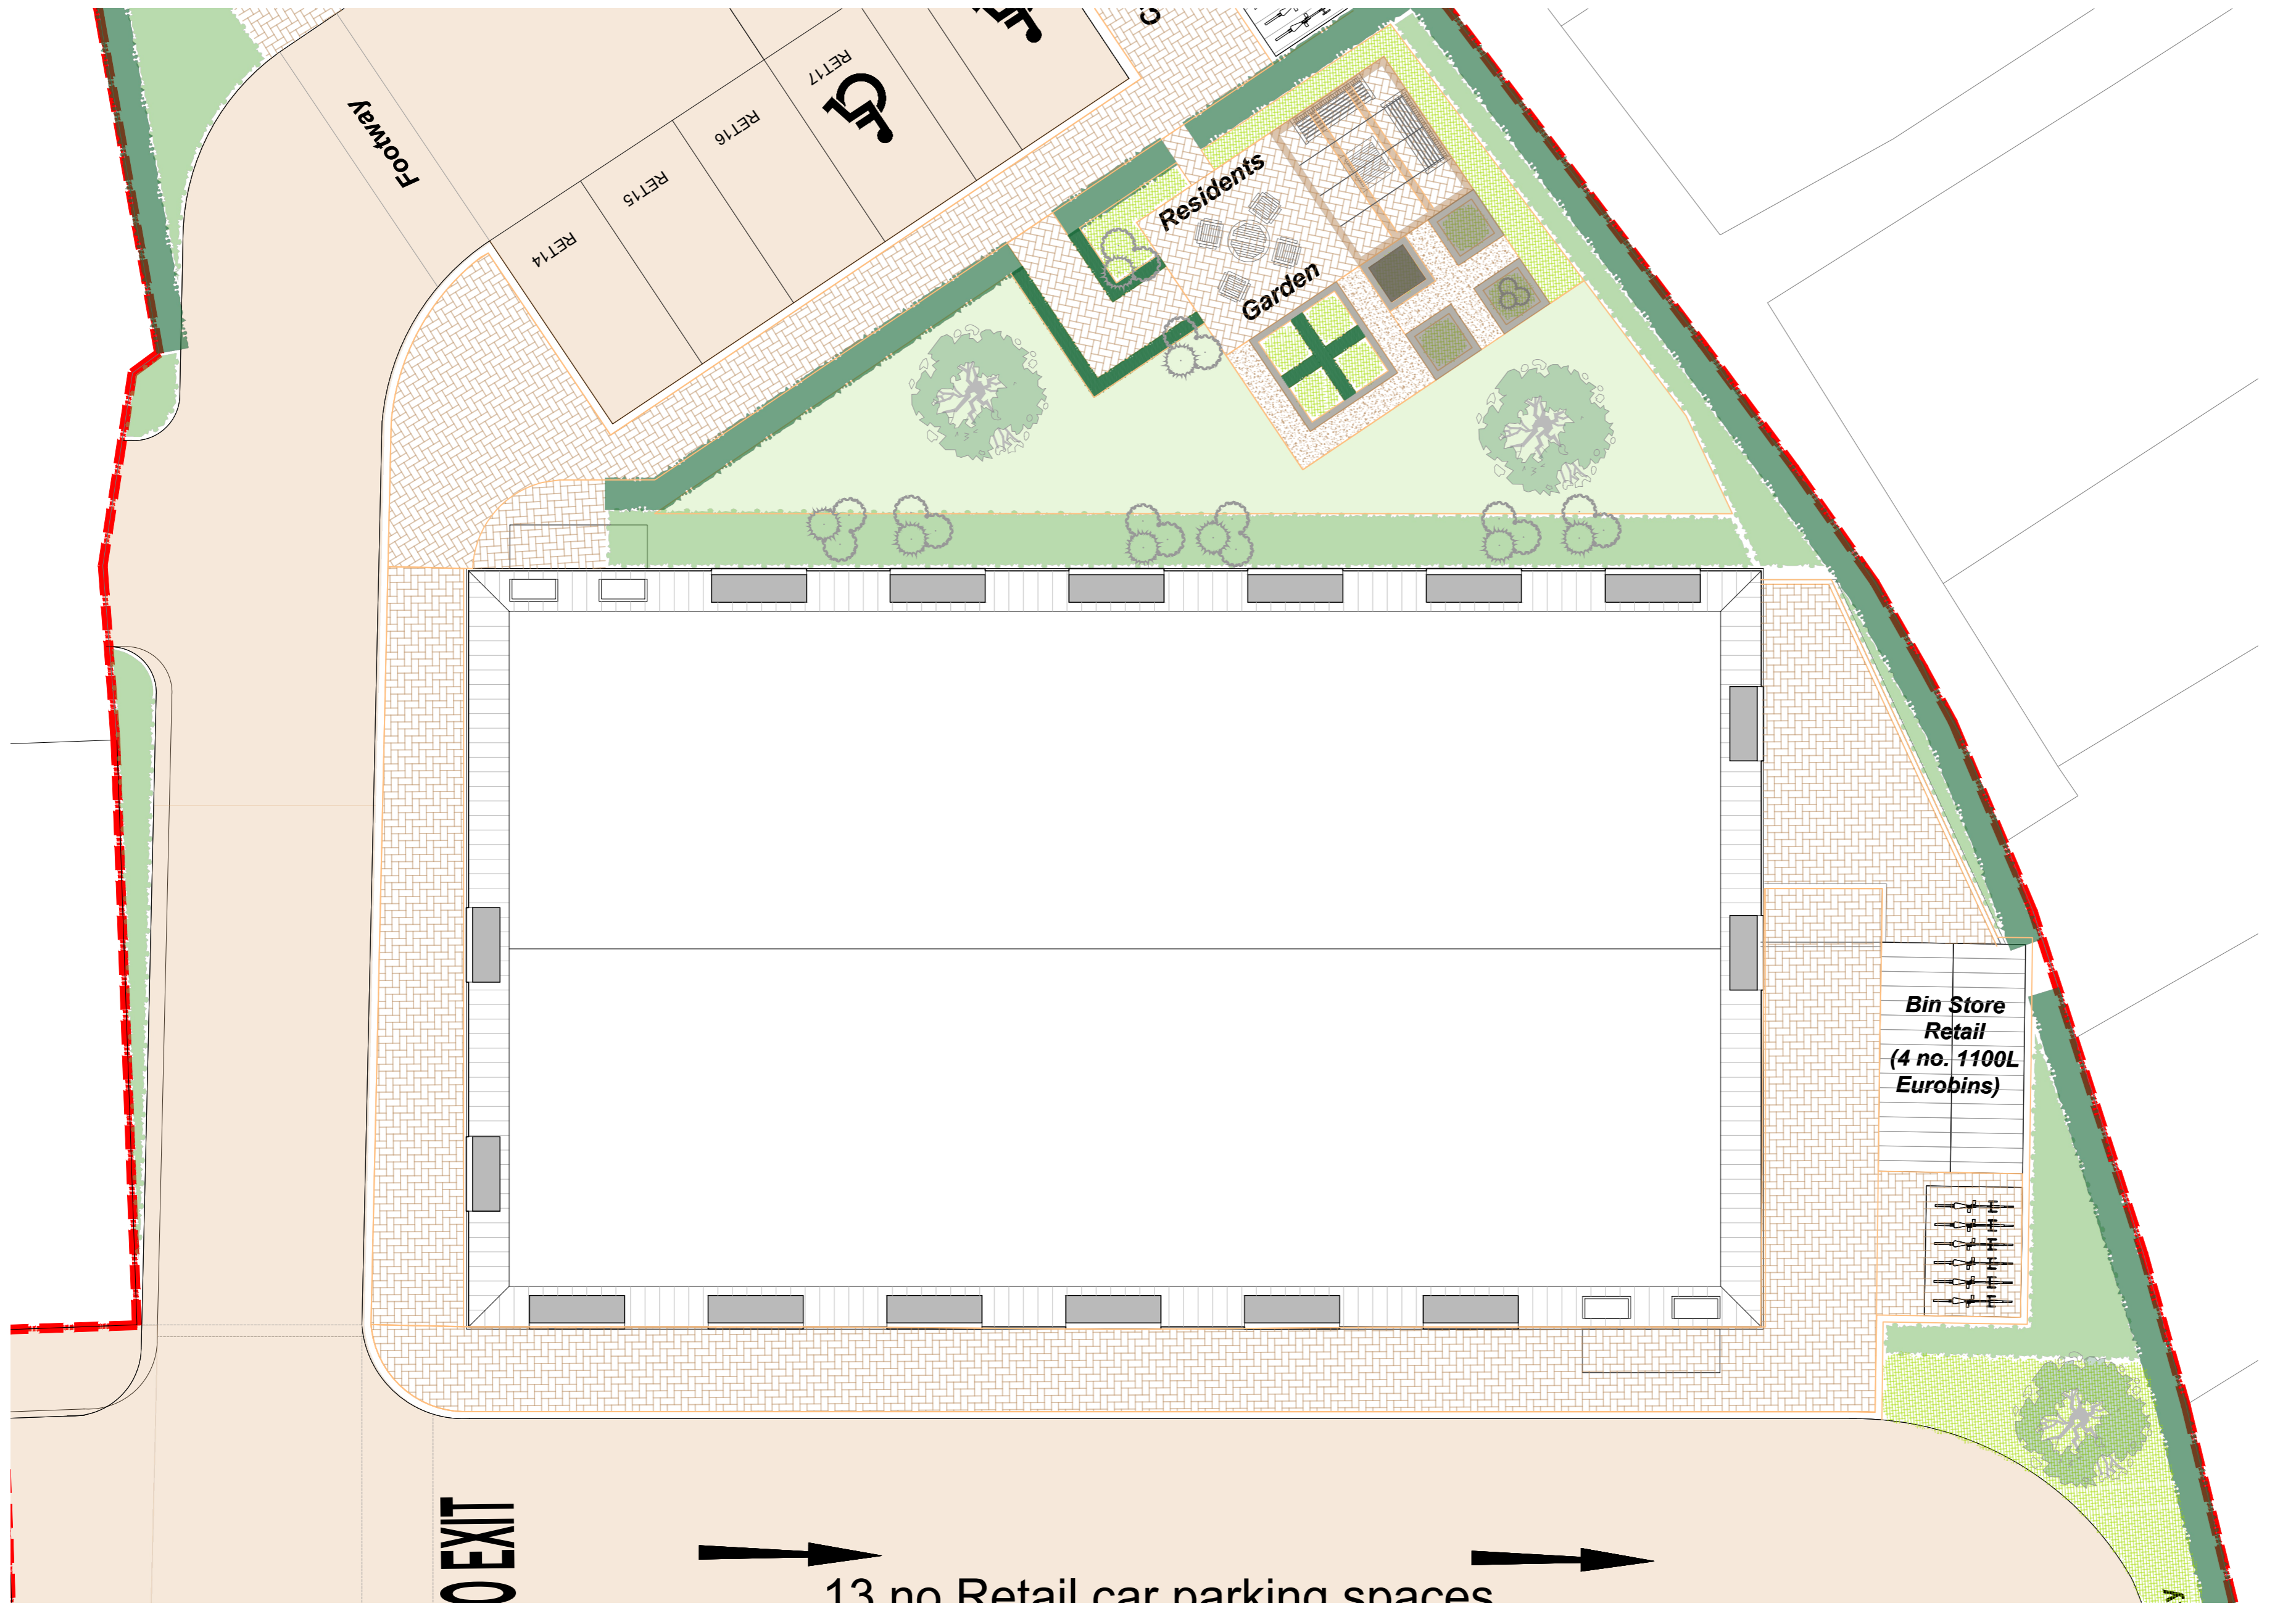 Footway
RET17
RET16
RET15
RET14
Residents
Garden
Bin Store
Retail
(4 no. 1100L
Eurobins)
O EXIT
13 no Retail car parking spaces